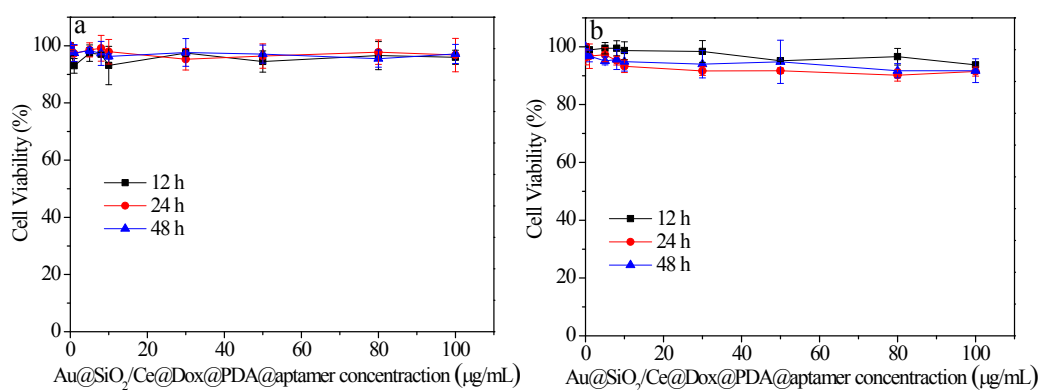 a
100
80
60
40
20
0
Cell Viability (%)
12 h
24 h
48 h
0 20 40 60 80 100
Au@SiO2/Ce@Dox@PDA@aptamer concentraction (μg/mL)
b
100
80
60
40
20
0
Cell Viability (%)
12 h
24 h
48 h
0 20 40 60 80 100
Au@SiO2/Ce@Dox@PDA@aptamer concentraction (μg/mL)